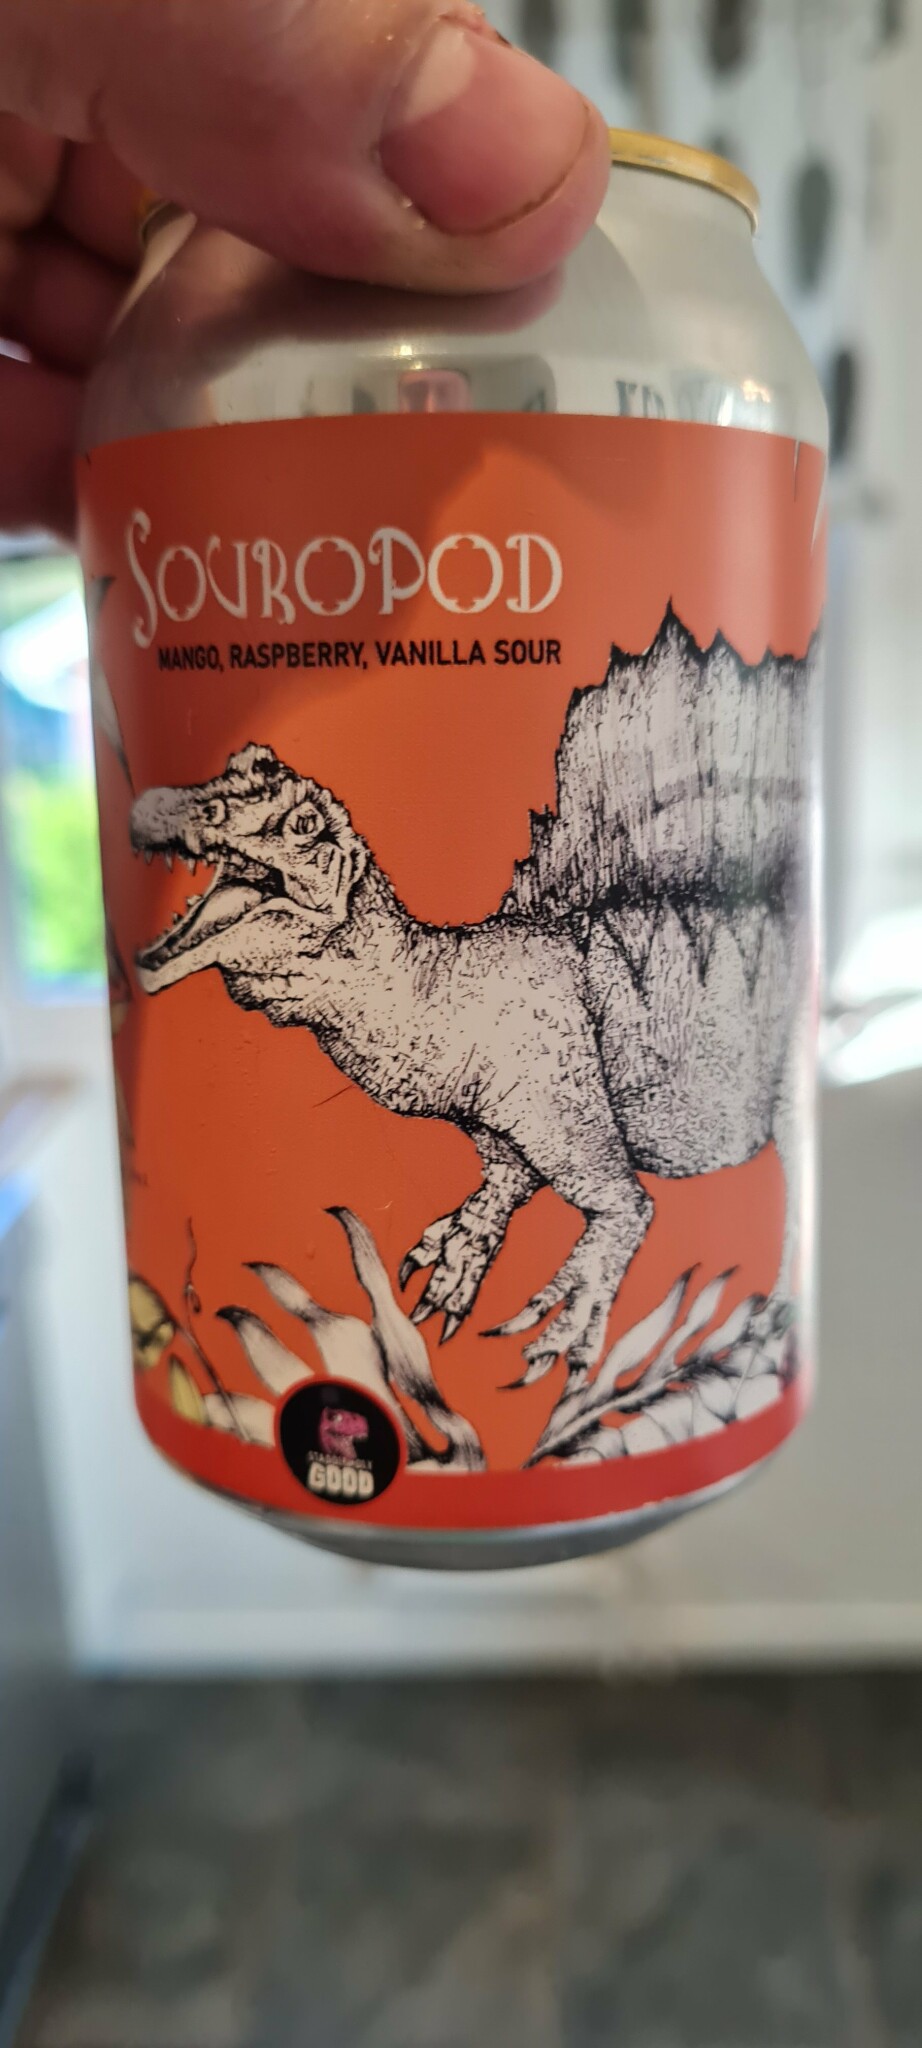 SOUROPOD
MANGO, RASPBERRY, VANILLA SOUR
GOOD